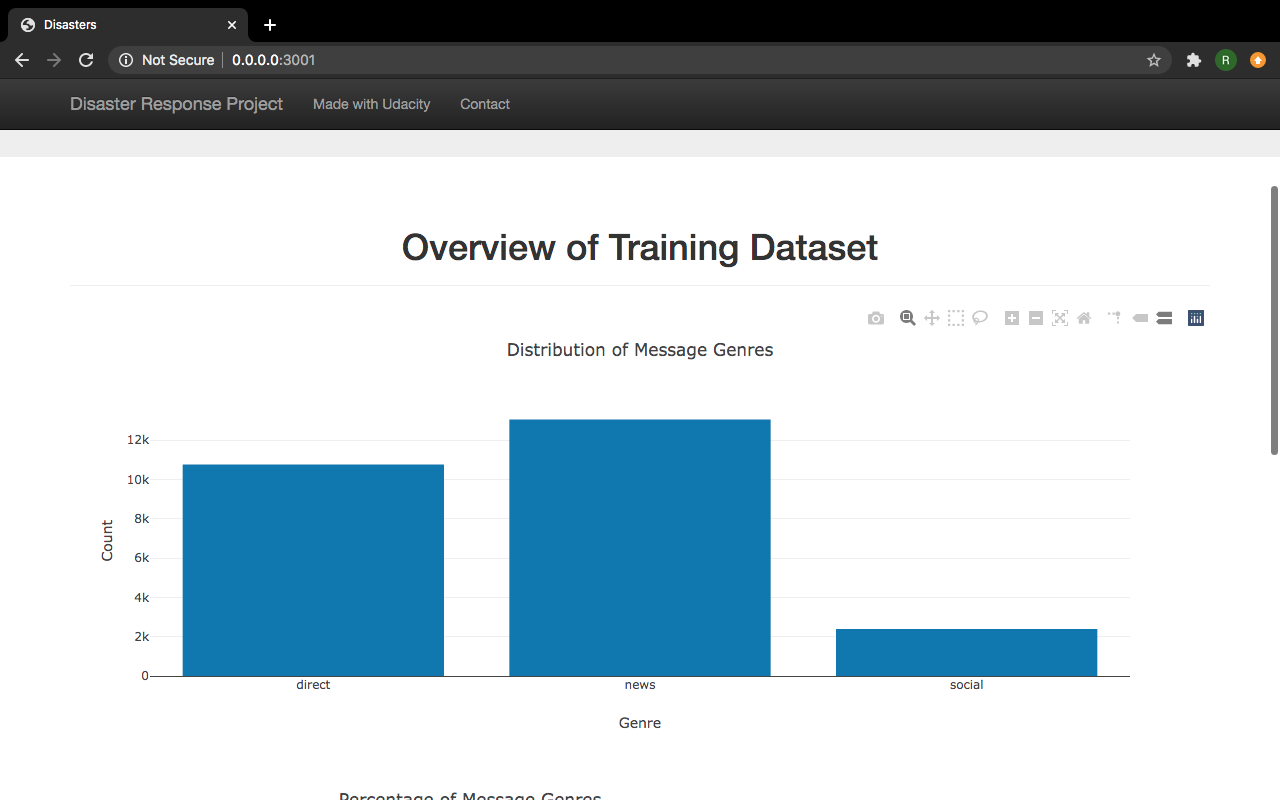 Disasters
Not Secure 0.0.0.0:3001
R
Disaster Response Project Made with Udacity Contact
Overview of Training Dataset
Distribution of Message Genres
12k
10k
8k
6k
4k
2k
0
Count
direct news social
Genre
Percentage of Message Genres